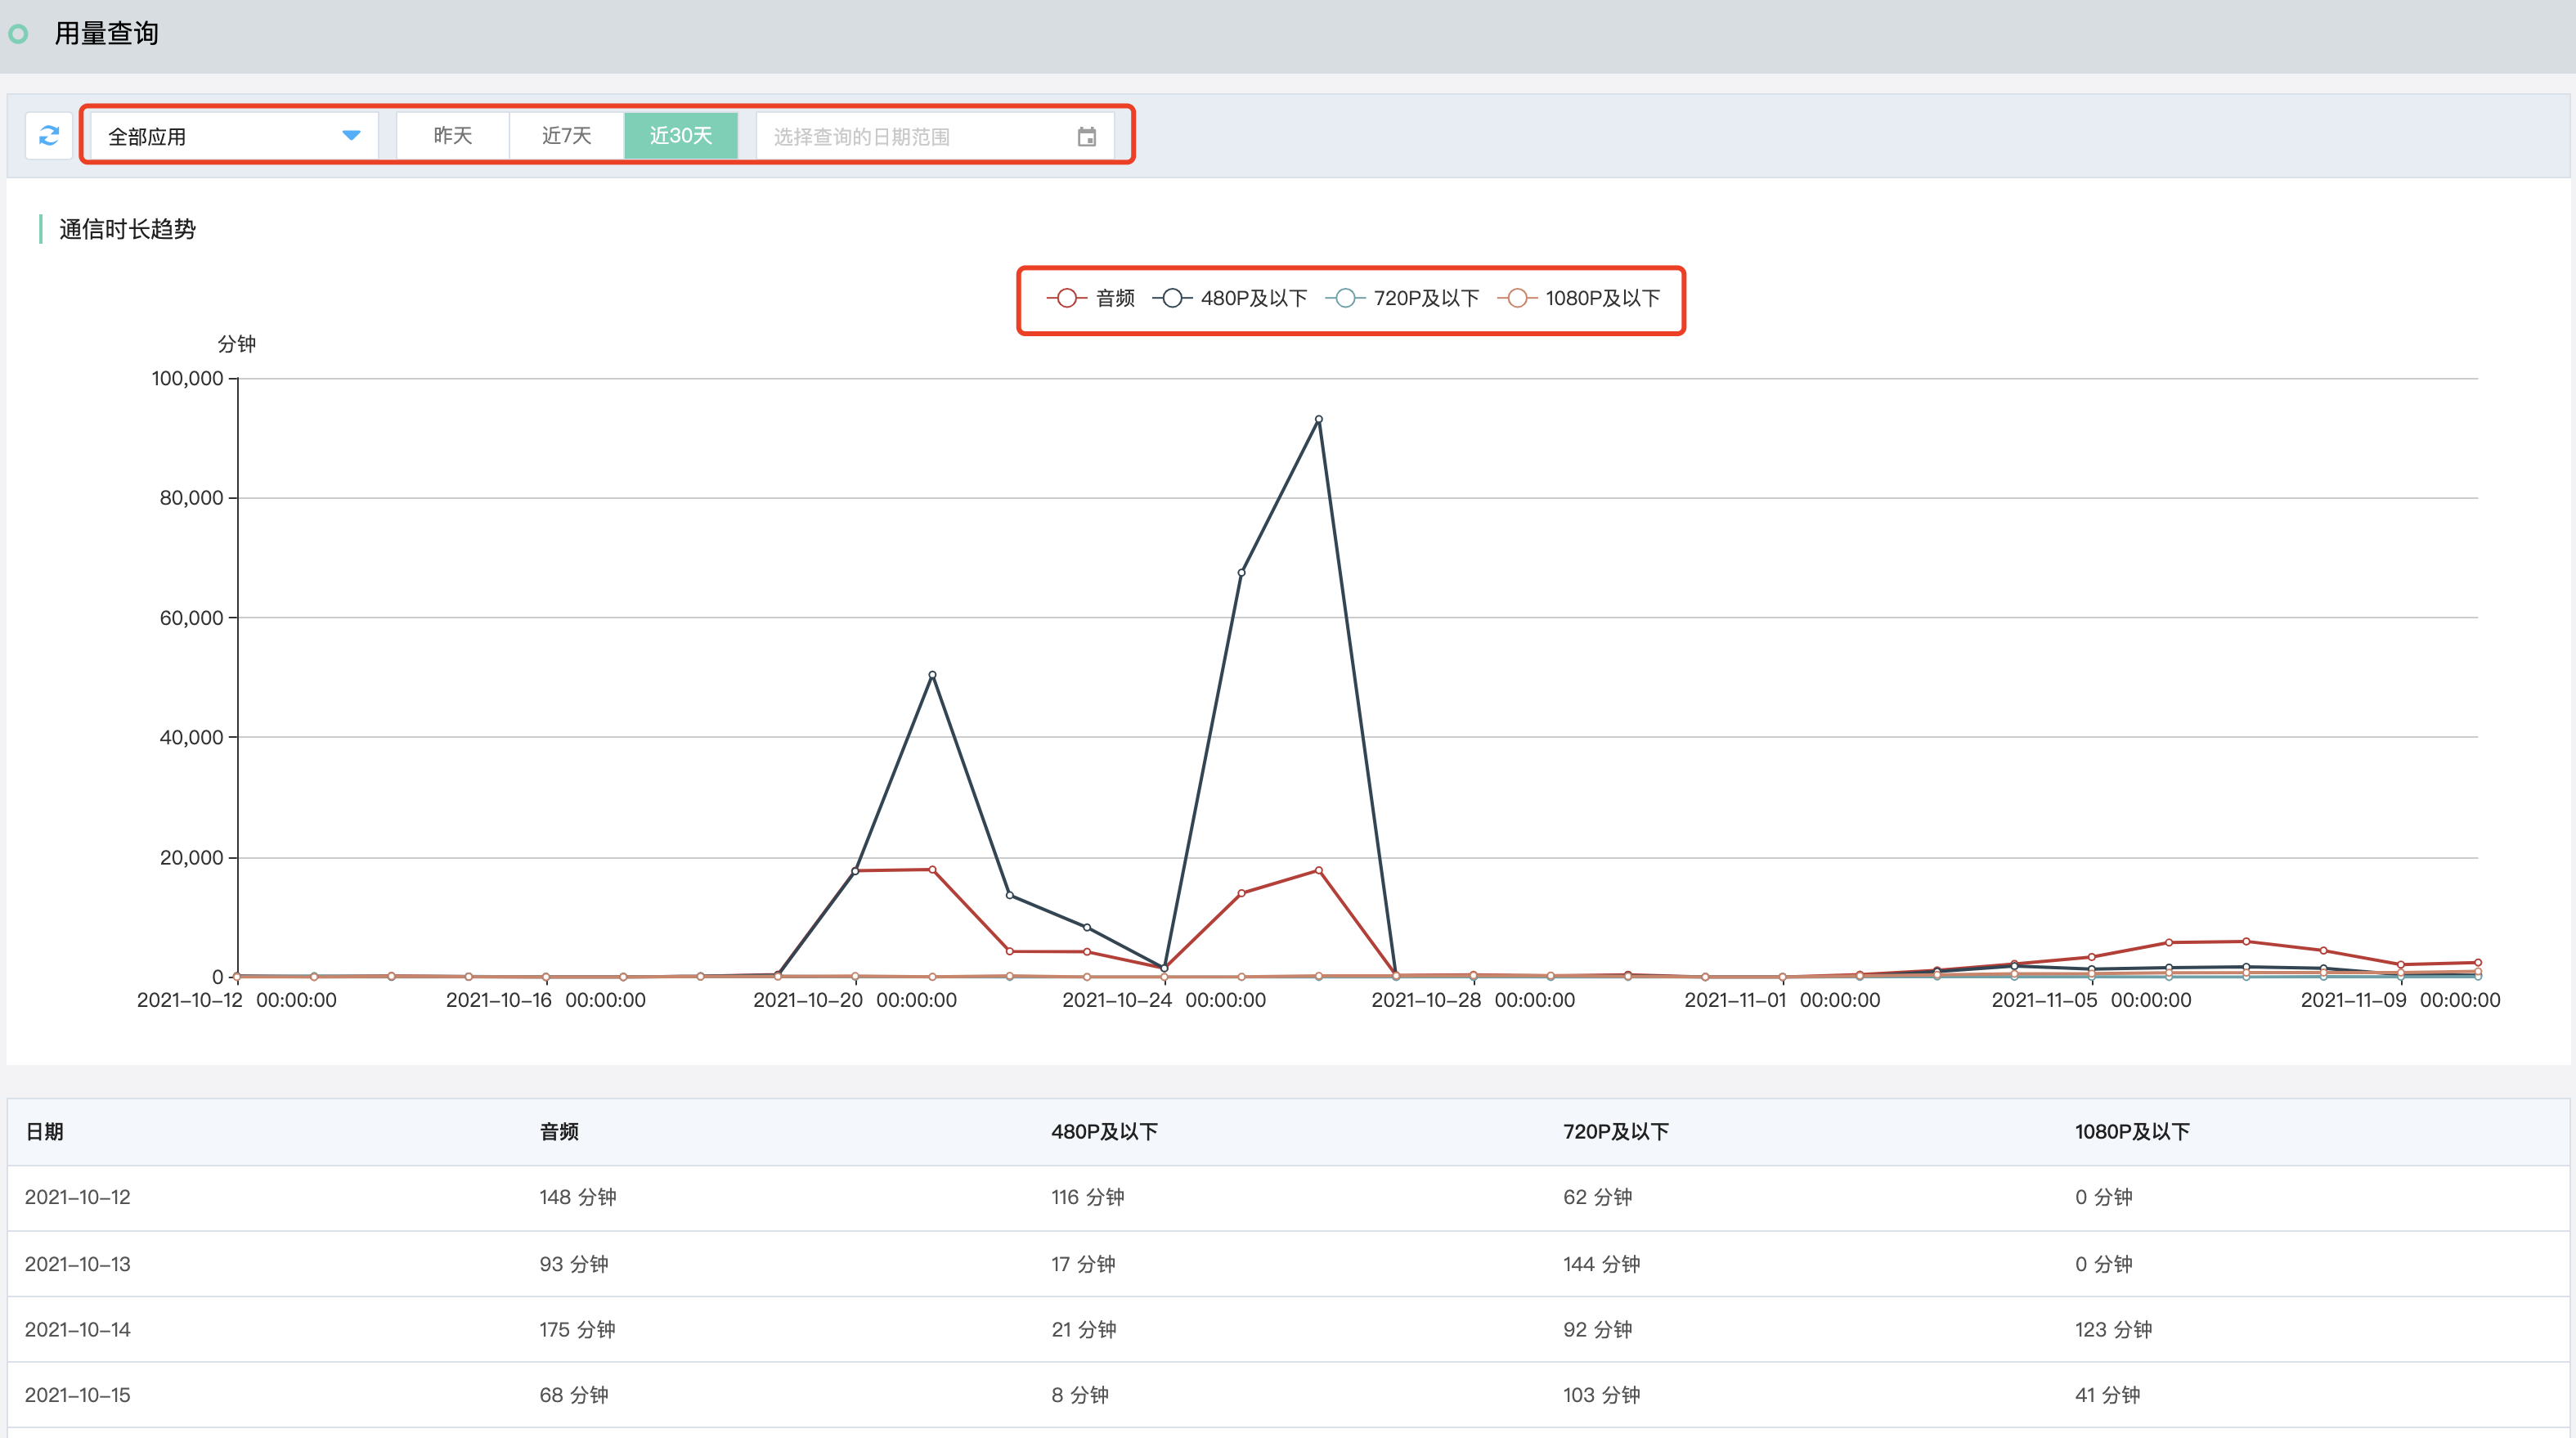 用量查询
全部应用 昨天 近7天 近30天 选择查询的日期范围
通信时长趋势
音频 480P及以下 720P及以下 1080P及以下
分钟
100,000
80,000
60,000
40,000
20,000
0
2021-10-12 00:00:00 2021-10-16 00:00:00 2021-10-20 00:00:00 2021-10-24 00:00:00 2021-10-28 00:00:00 2021-11-01 00:00:00 2021-11-05 00:00:00 2021-11-09 00:00:00
日期 音频 480P及以下 720P及以下 1080P及以下
2021-10-12 148 分钟 116 分钟 62 分钟 0 分钟
2021-10-13 93 分钟 17 分钟 144 分钟 0 分钟
2021-10-14 175 分钟 21 分钟 92 分钟 123 分钟
2021-10-15 68 分钟 8 分钟 103 分钟 41 分钟